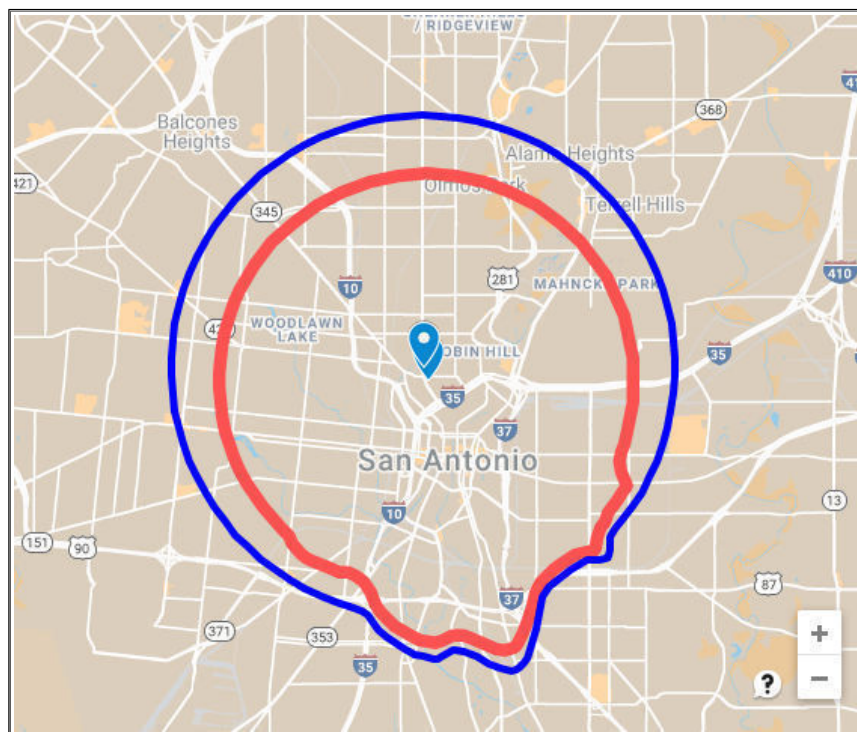 / RIDGEVIEW
368
Balcones
Heights
Alamo Heights
421
Olmos Park
Terrell Hills
345
410
281
10
MAHNCKE PARK
WOODLAWN
LAKE
OBIN HILL
35
35
37
San Antonio
13
10
151
90
87
37
371
353
+
35
?
−